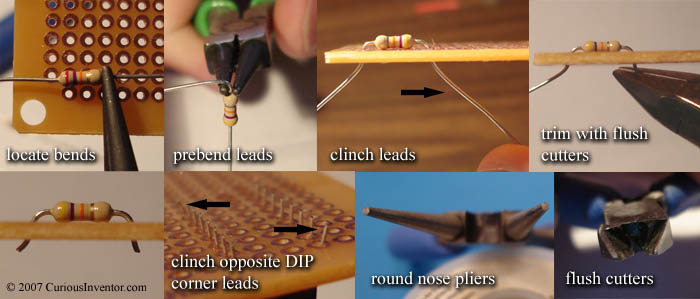 locate bends
prebend leads
clinch leads
trim with flush
cutters
© 2007 CuriousInventor.com
clinch opposite DIP
corner leads
round nose pliers
flush cutters